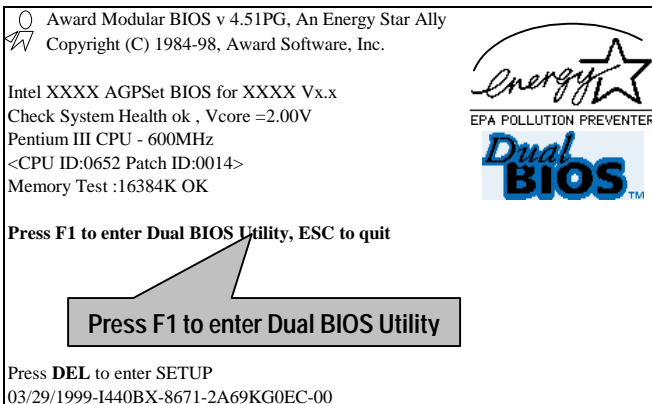 Award Modular BIOS v 4.51PG, An Energy Star Ally
Copyright (C) 1984-98, Award Software, Inc.
energy
EPA POLLUTION PREVENTER
Dual
BIOS
TM
Intel XXXX AGPSet BIOS for XXXX Vx.x
Check System Health ok , Vcore =2.00V
Pentium III CPU - 600MHz
<CPU ID:0652 Patch ID:0014>
Memory Test :16384K OK
Press F1 to enter Dual BIOS Utility, ESC to quit
Press F1 to enter Dual BIOS Utility
Press DEL to enter SETUP
03/29/1999-I440BX-8671-2A69KG0EC-00